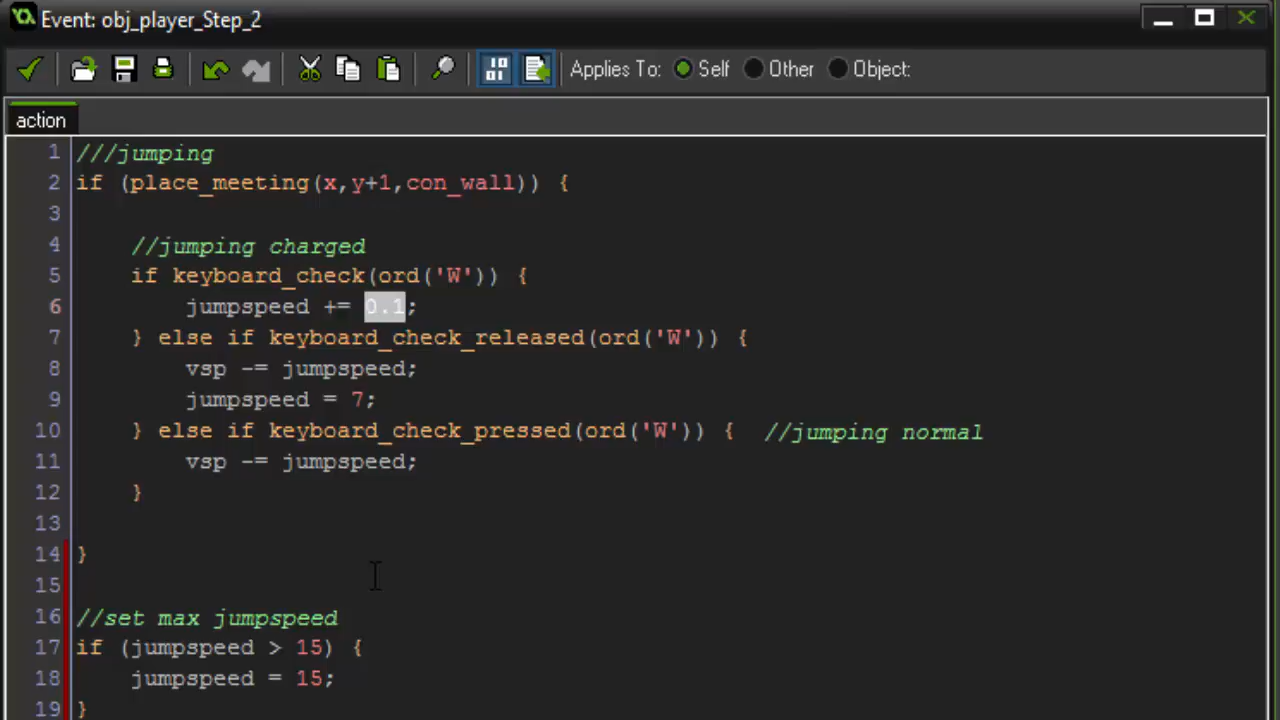 Event: obj_player_Step_2
Applies To: Self Other Object:
action
1 ///jumping
2 if (place_meeting(x,y+1,con_wall)) {
3
4 //jumping charged
5 if keyboard_check(ord('W')) {
6 jumpspeed += 0.1;
7 } else if keyboard_check_released(ord('W')) {
8 vsp -= jumpspeed;
9 jumpspeed = 7;
10 } else if keyboard_check_pressed(ord('W')) { //jumping normal
11 vsp -= jumpspeed;
12 }
13
14 }
15
16 //set max jumpspeed
17 if (jumpspeed > 15) {
18 jumpspeed = 15;
19 }